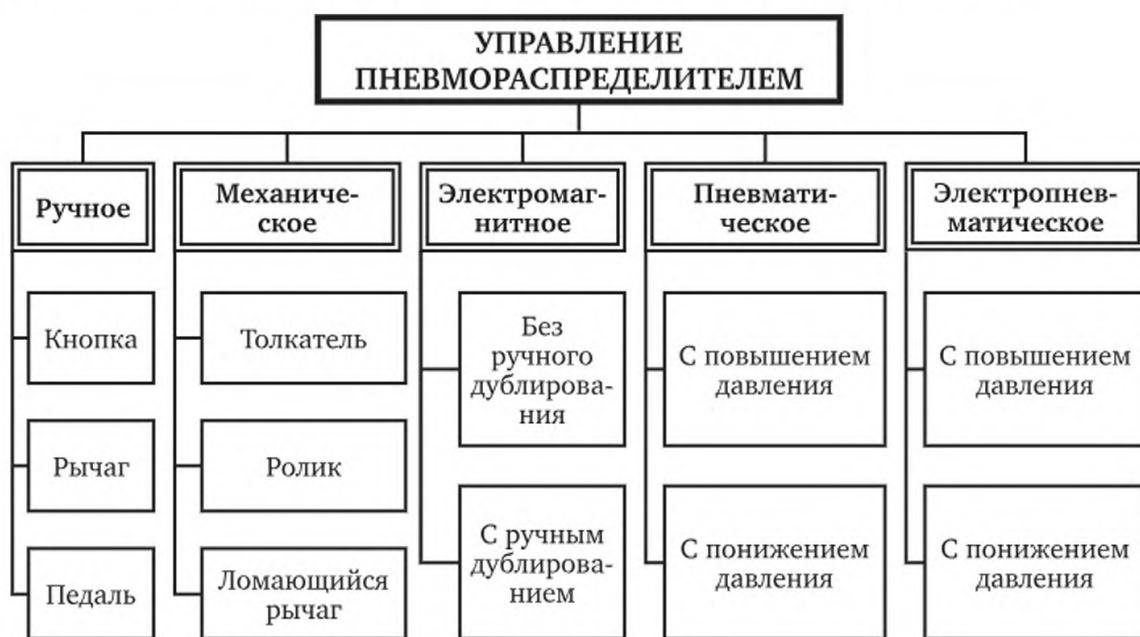 УПРАВЛЕНИЕ
ПНЕВМОРАСПРЕДЕЛИТЕЛЕМ
Ручное
Механиче-
ское
Электромаг-
нитное
Пневмати-
ческое
Электропнев-
матическое
Кнопка
Рычаг
Педаль
Толкатель
Ролик
Ломающийся
рычаг
Без
ручного
дублирова-
ния
С ручным
дублирова-
нием
С повышением
давления
С понижением
давления
С повышением
давления
С понижением
давления